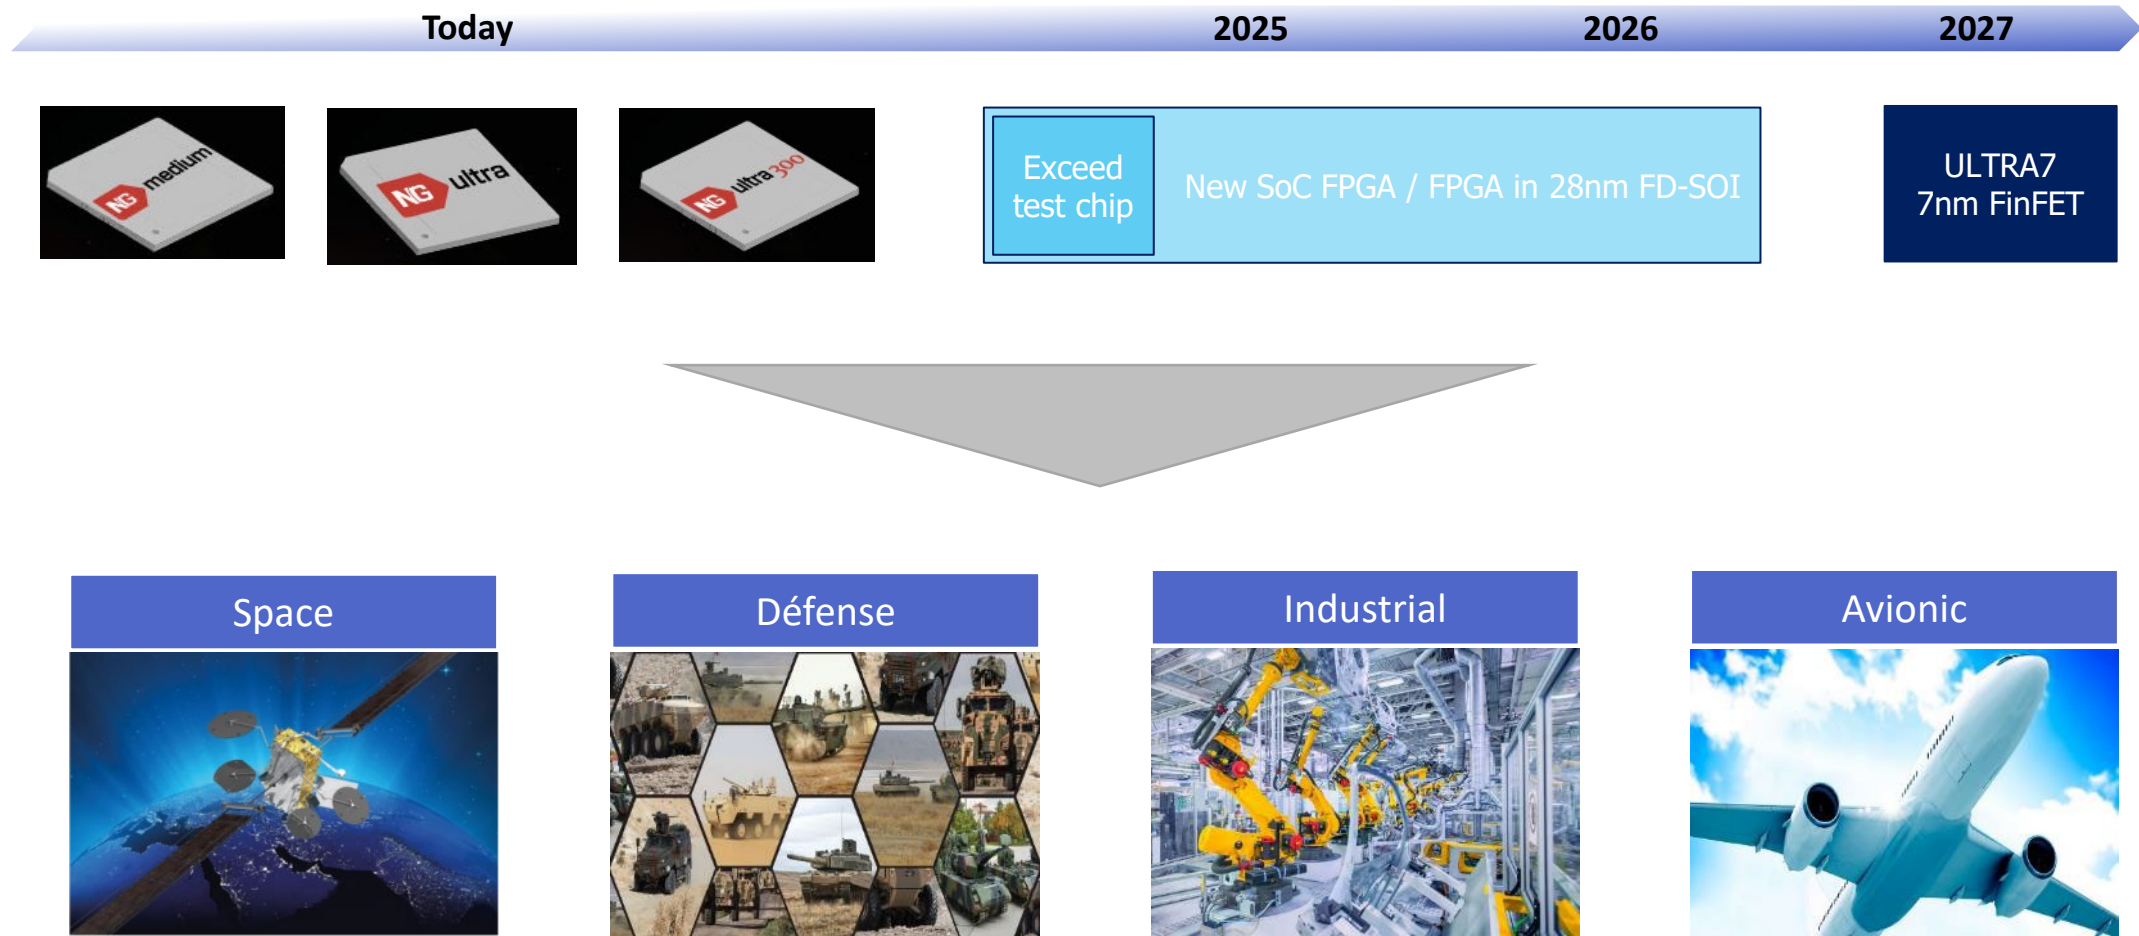 Today 2025 2026 2027
NG medium
NG ultra
NG ultra300
Exceed
test chip
New SoC FPGA / FPGA in 28nm FD-SOI
ULTRA7
7nm FinFET
Space
Défense
Industrial
Avionic